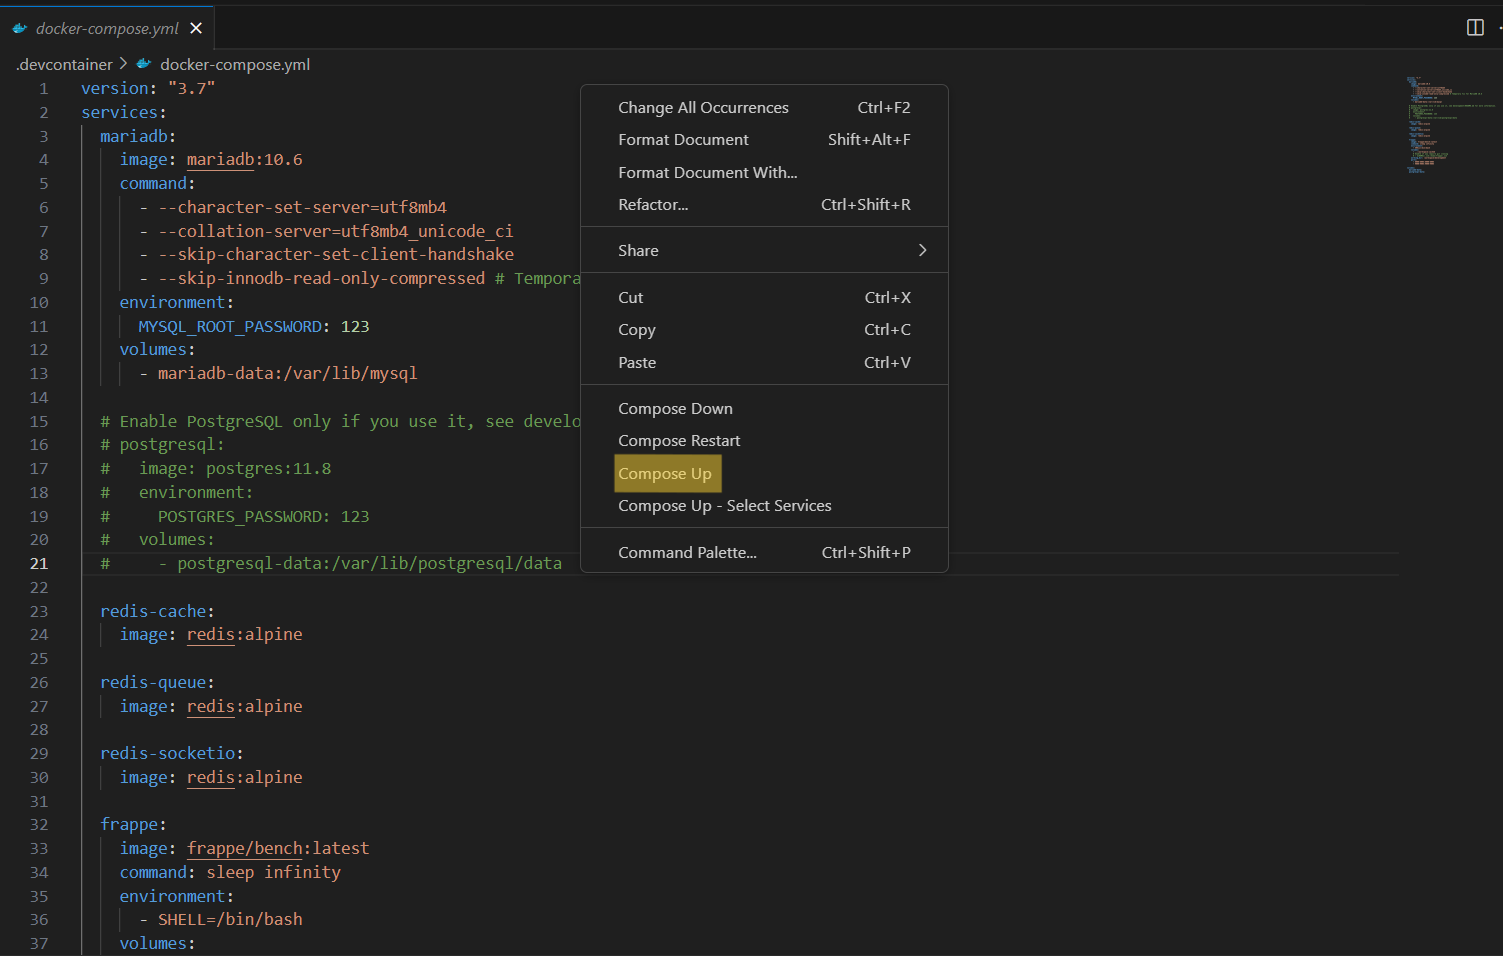 docker-compose.yml
.devcontainer > docker-compose.yml
1 version: "3.7"
2 services:
3 mariadb:
4 image: mariadb:10.6
5 command:
6 - --character-set-server=utf8mb4
7 - --collation-server=utf8mb4_unicode_ci
8 - --skip-character-set-client-handshake
9 - --skip-innodb-read-only-compressed # Tempora
10 environment:
11 MYSQL_ROOT_PASSWORD: 123
12 volumes:
13 - mariadb-data:/var/lib/mysql
14
15 # Enable PostgreSQL only if you use it, see develo
16 # postgresql:
17 # image: postgres:11.8
18 # environment:
19 # POSTGRES_PASSWORD: 123
20 # volumes:
21 # - postgresql-data:/var/lib/postgresql/data
22
23 redis-cache:
24 image: redis:alpine
25
26 redis-queue:
27 image: redis:alpine
28
29 redis-socketio:
30 image: redis:alpine
31
32 frappe:
33 image: frappe/bench:latest
34 command: sleep infinity
35 environment:
36 - SHELL=/bin/bash
37 volumes:
Change All Occurrences Ctrl+F2
Format Document Shift+Alt+F
Format Document With...
Refactor... Ctrl+Shift+R
Share
Cut Ctrl+X
Copy Ctrl+C
Paste Ctrl+V
Compose Down
Compose Restart
Compose Up
Compose Up - Select Services
Command Palette... Ctrl+Shift+P